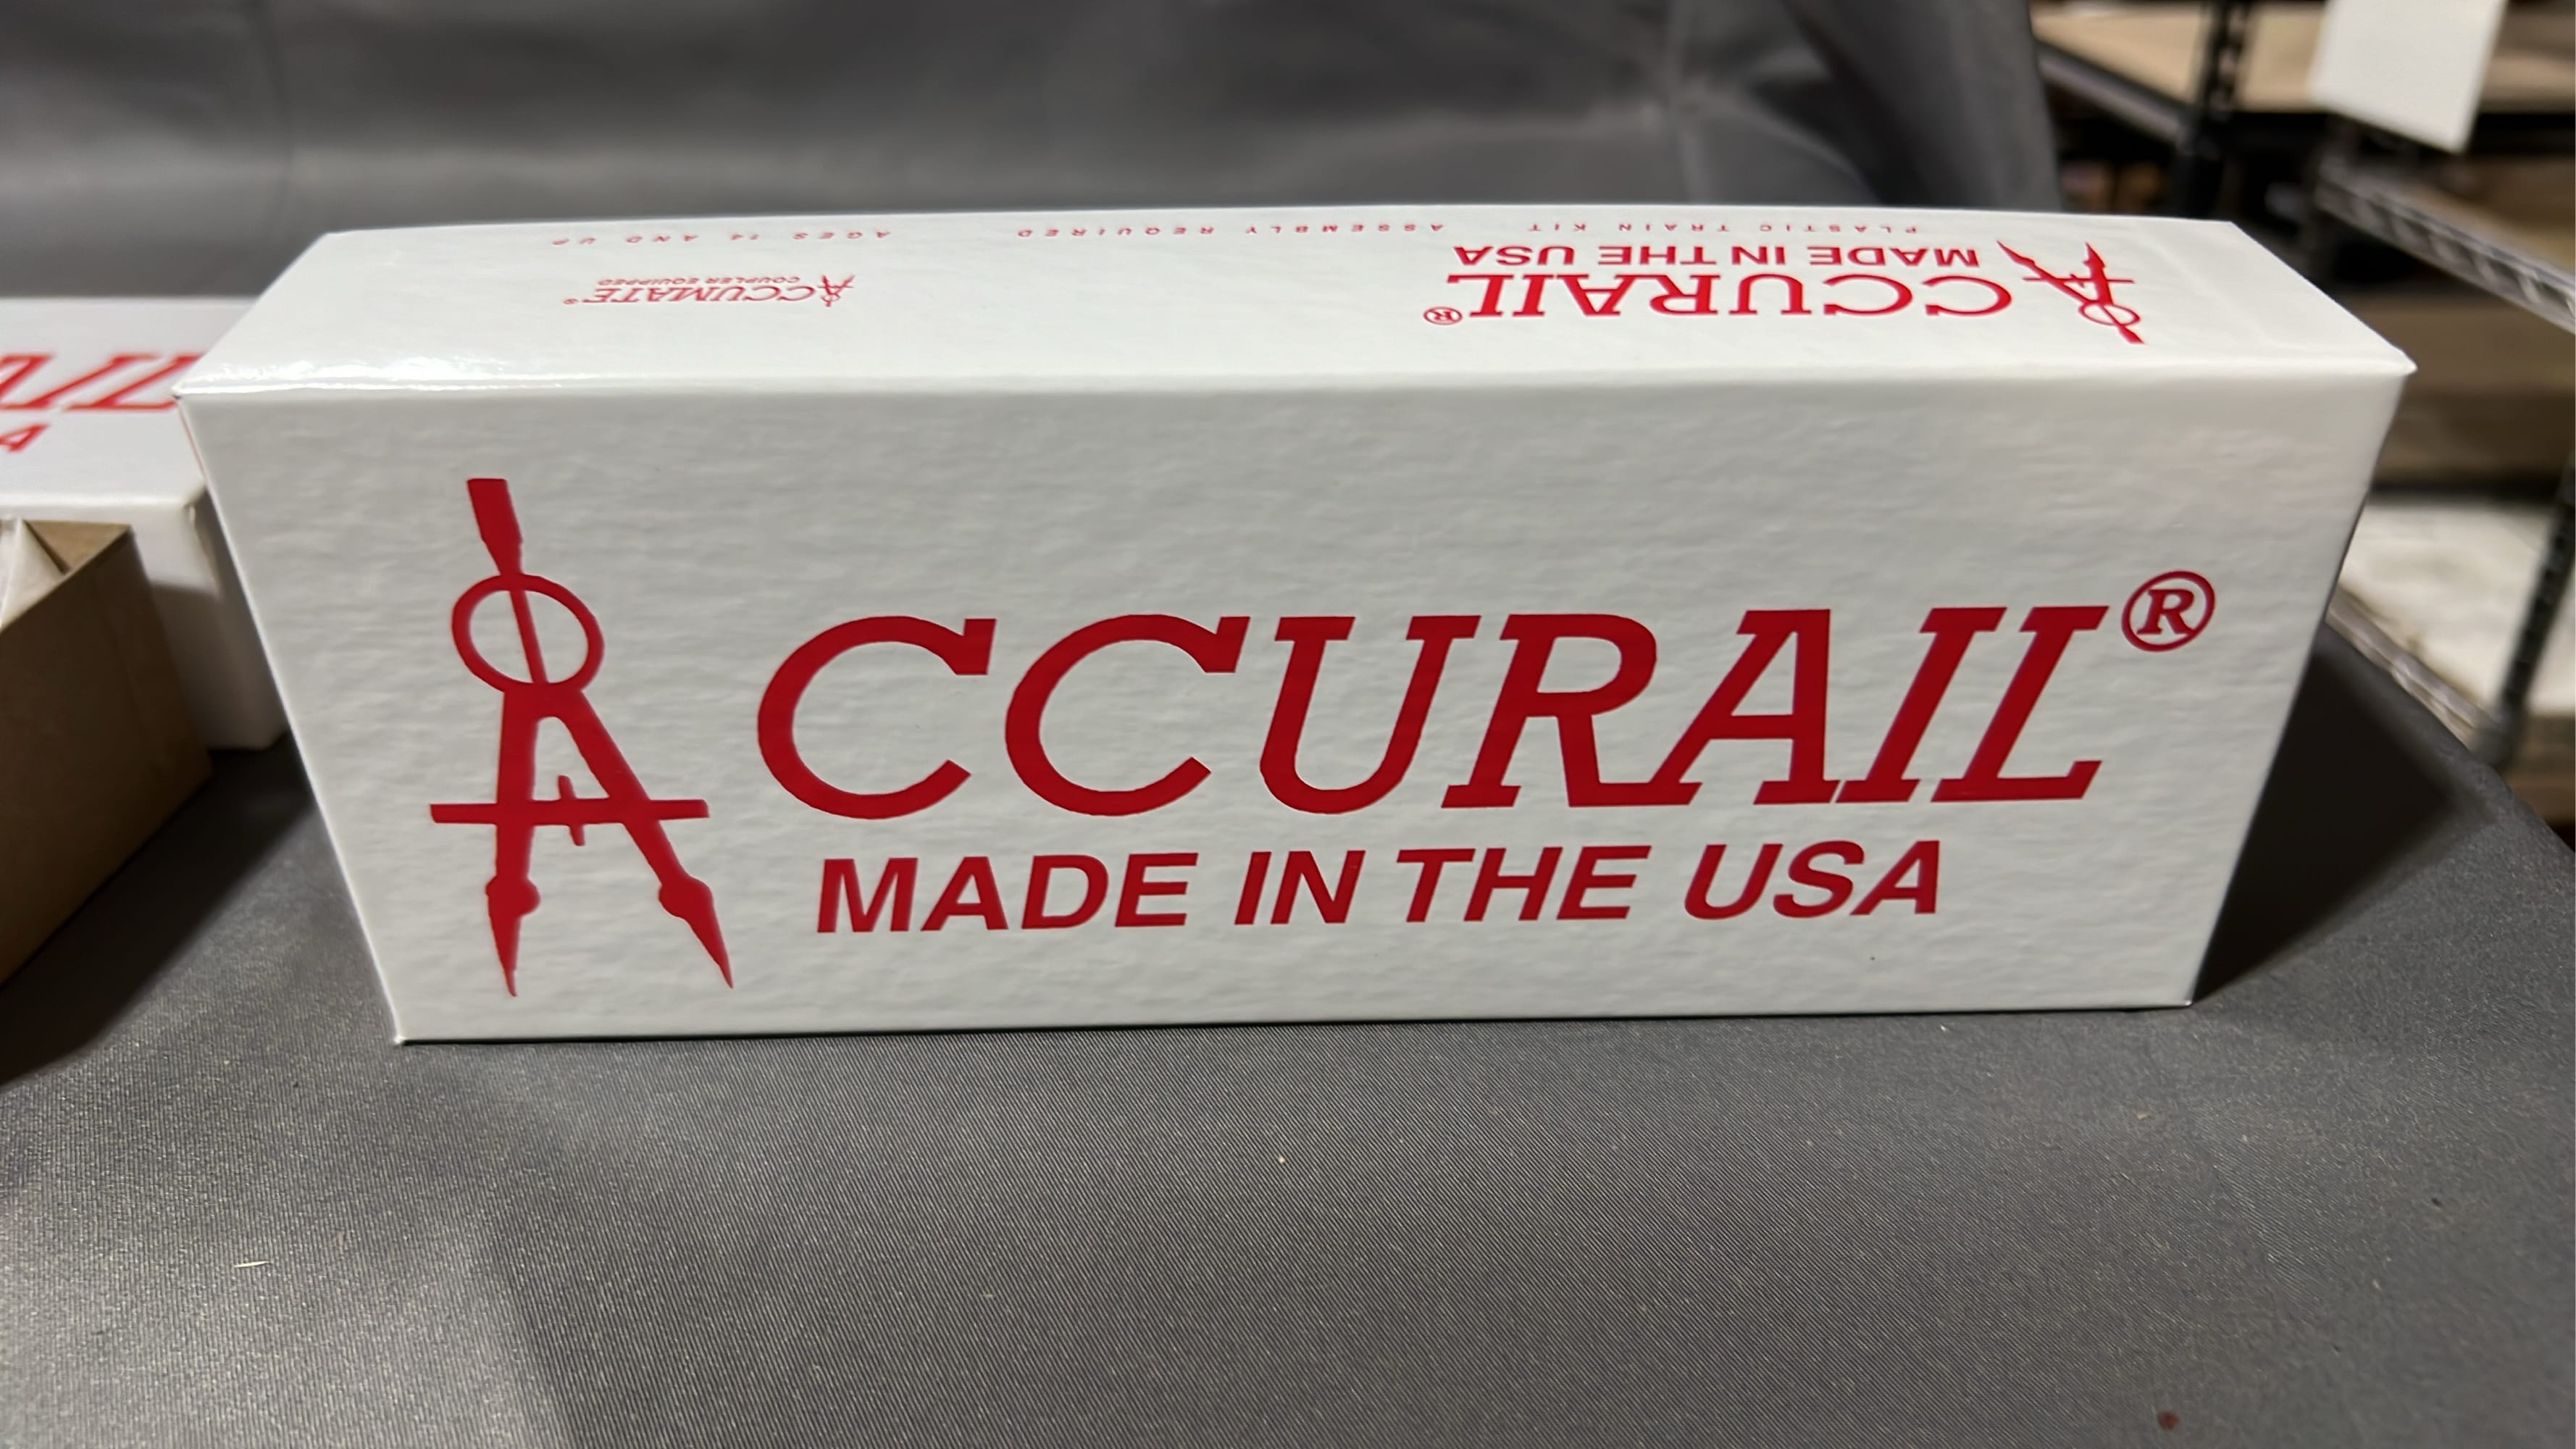 PLASTIC TRAIN KIT ASSEMBLY REQUIRED AGES 14 AND UP
ACCURAIL®
MADE IN THE USA
ACCUMATE®
COUPLER EQUIPPED
ACCURAIL®
MADE IN THE USA